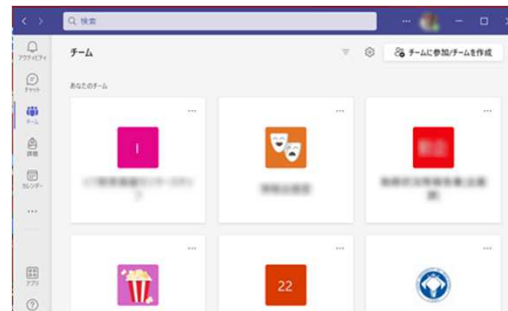 検索
アクティビティ
チーム
チームに参加/チームを作成
チャット
あなたのチーム
チーム
I
課題
カレンダー
アプリ
22